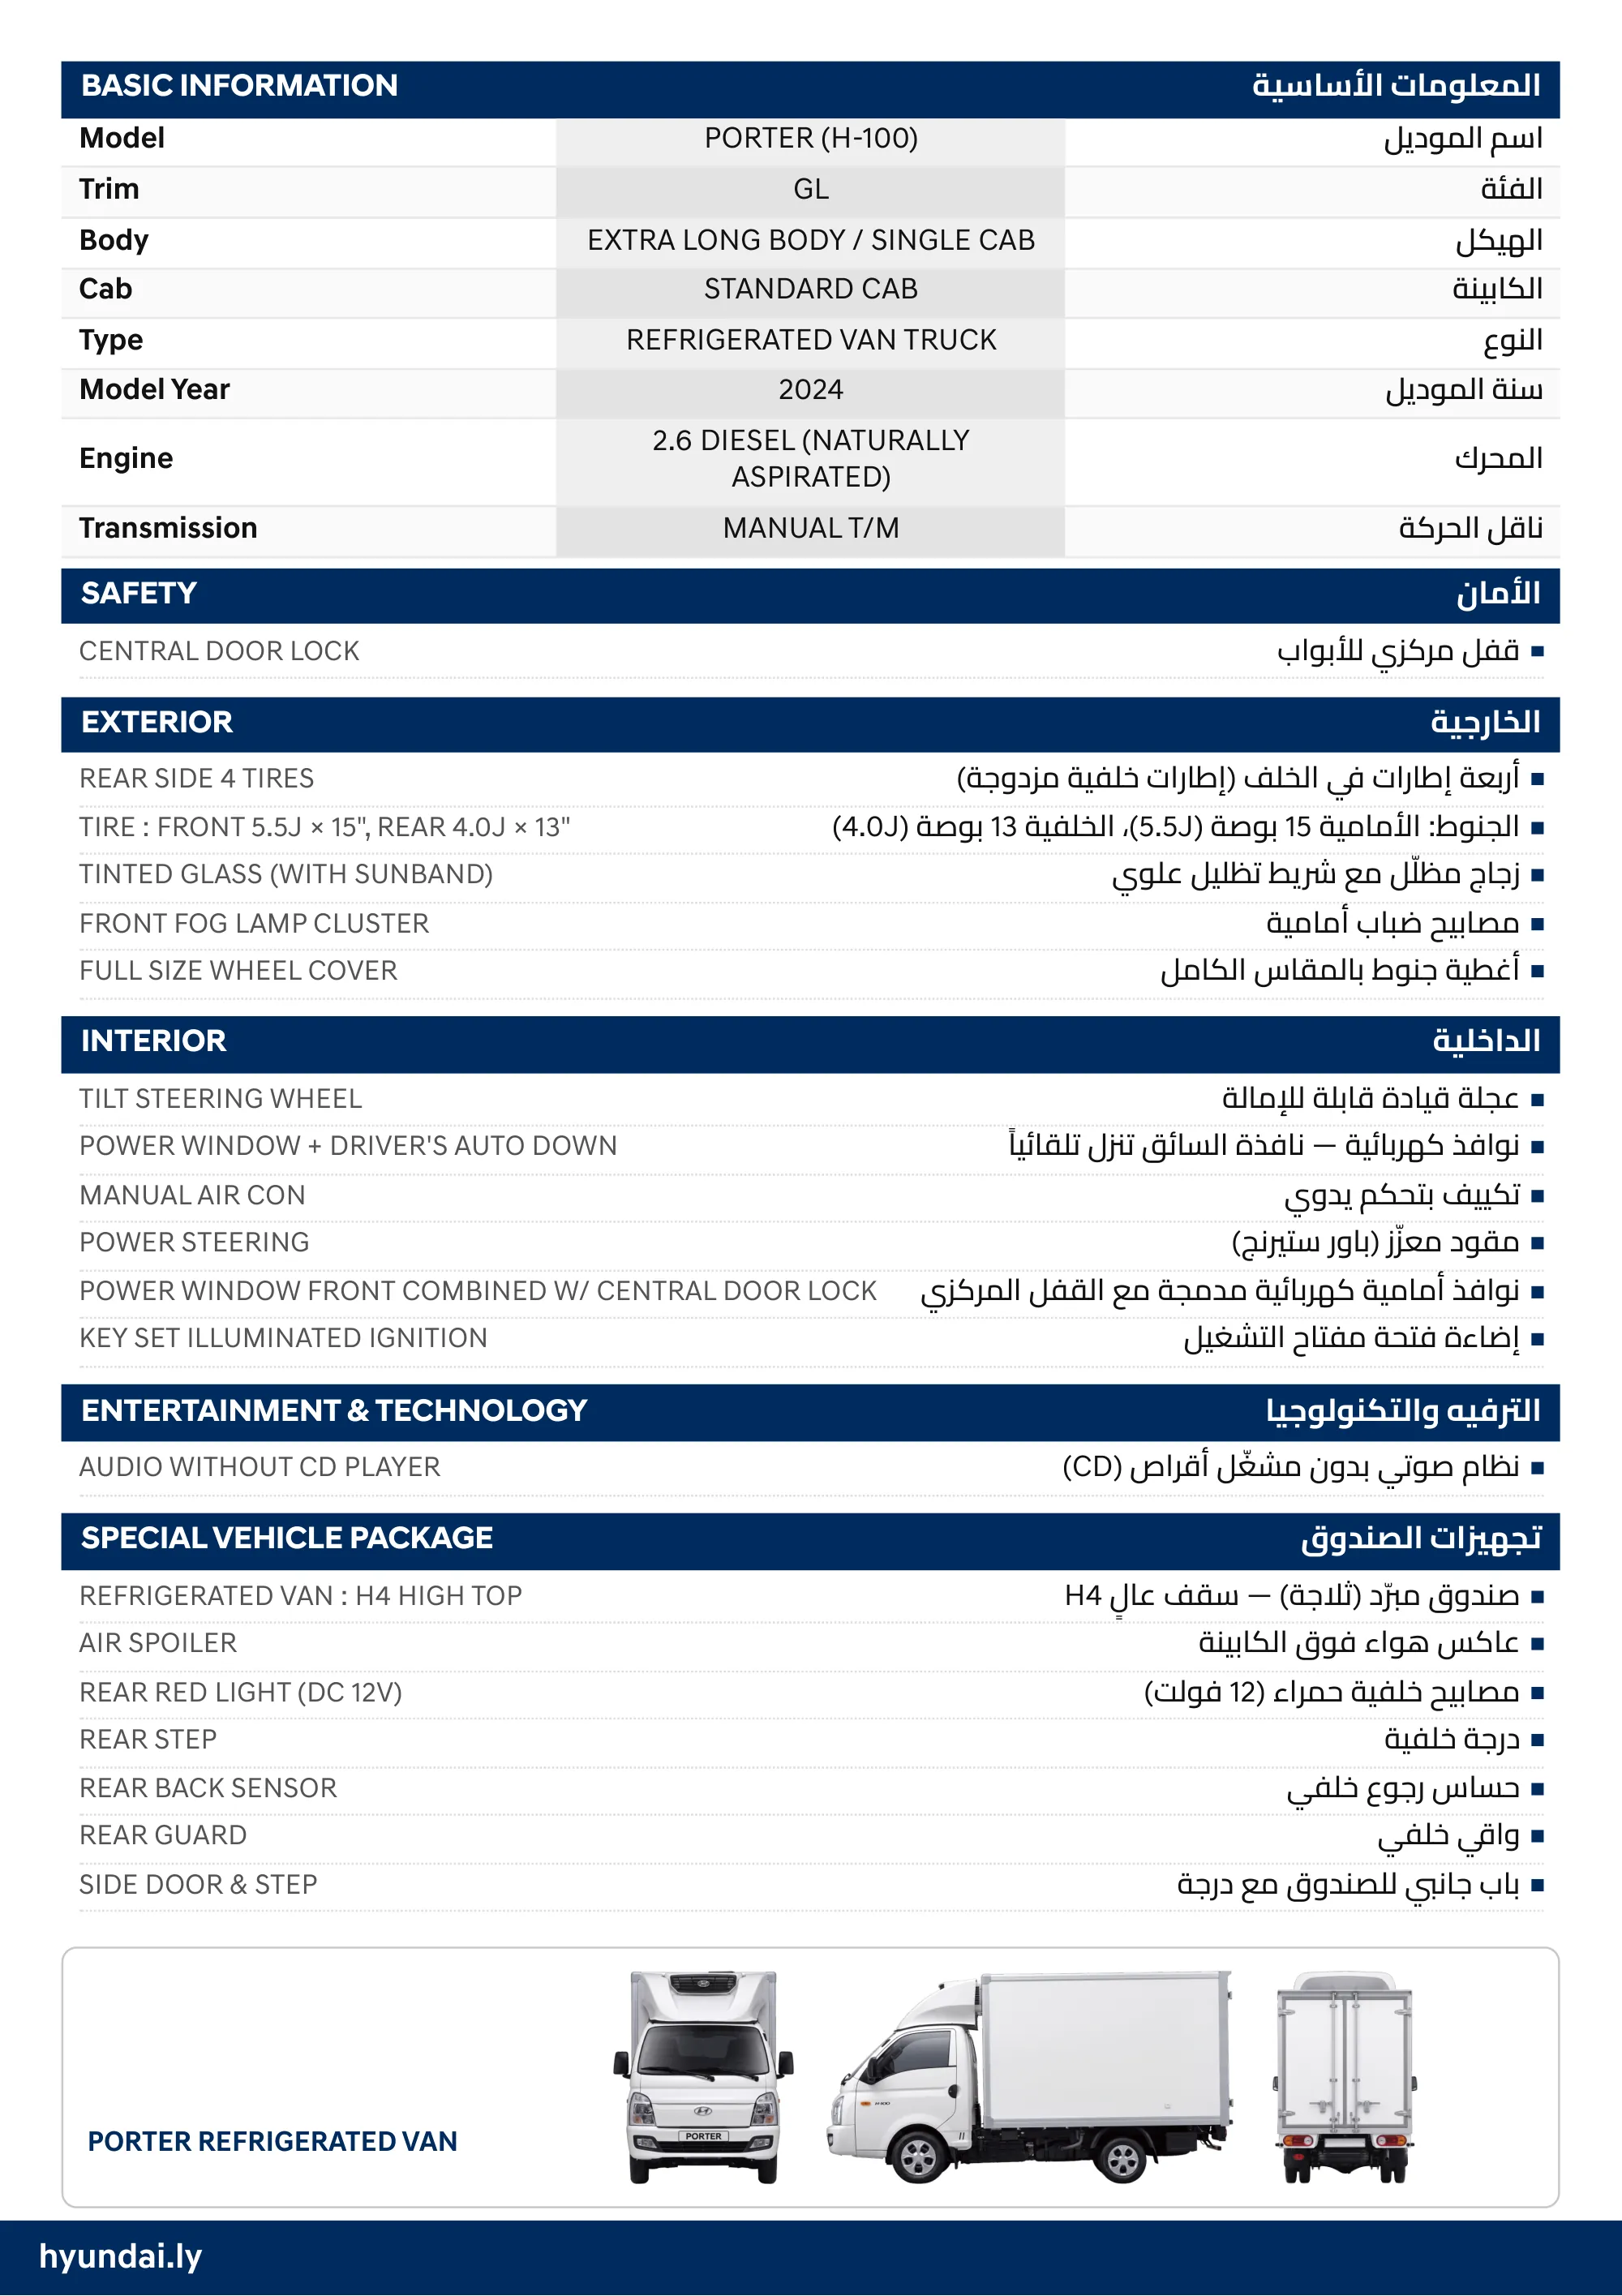 BASIC INFORMATION المعلومات الأساسية
Model PORTER (H-100) اسم الموديل
Trim GL الفئة
Body EXTRA LONG BODY / SINGLE CAB الهيكل
Cab STANDARD CAB الكابينة
Type REFRIGERATED VAN TRUCK النوع
Model Year 2024 سنة الموديل
Engine 2.6 DIESEL (NATURALLY ASPIRATED) المحرك
Transmission MANUAL T/M ناقل الحركة
SAFETY الأمان
CENTRAL DOOR LOCK قفل مركزي للأبواب
EXTERIOR الخارجية
REAR SIDE 4 TIRES أربعة إطارات في الخلف (إطارات خلفية مزدوجة)
TIRE : FRONT 5.5J × 15", REAR 4.0J × 13" الجنوط: الأمامية 15 بوصة (5.5J)، الخلفية 13 بوصة (4.0J)
TINTED GLASS (WITH SUNBAND) زجاج مظلّل مع شريط تظليل علوي
FRONT FOG LAMP CLUSTER مصابيح ضباب أمامية
FULL SIZE WHEEL COVER أغطية جنوط بالمقاس الكامل
INTERIOR الداخلية
TILT STEERING WHEEL عجلة قيادة قابلة للإمالة
POWER WINDOW + DRIVER'S AUTO DOWN نوافذ كهربائية — نافذة السائق تنزل تلقائياً
MANUAL AIR CON تكييف بتحكم يدوي
POWER STEERING مقود معزّز (باور ستيرنج)
POWER WINDOW FRONT COMBINED W/ CENTRAL DOOR LOCK نوافذ أمامية كهربائية مدمجة مع القفل المركزي
KEY SET ILLUMINATED IGNITION إضاءة فتحة مفتاح التشغيل
ENTERTAINMENT & TECHNOLOGY الترفيه والتكنولوجيا
AUDIO WITHOUT CD PLAYER نظام صوتي بدون مشغّل أقراص (CD)
SPECIAL VEHICLE PACKAGE تجهيزات الصندوق
REFRIGERATED VAN : H4 HIGH TOP صندوق مبرّد (ثلاجة) — سقف عالٍ H4
AIR SPOILER عاكس هواء فوق الكابينة
REAR RED LIGHT (DC 12V) مصابيح خلفية حمراء (12 فولت)
REAR STEP درجة خلفية
REAR BACK SENSOR حساس رجوع خلفي
REAR GUARD واقي خلفي
SIDE DOOR & STEP باب جانبي للصندوق مع درجة
PORTER
H-100
PORTER REFRIGERATED VAN
hyundai.ly